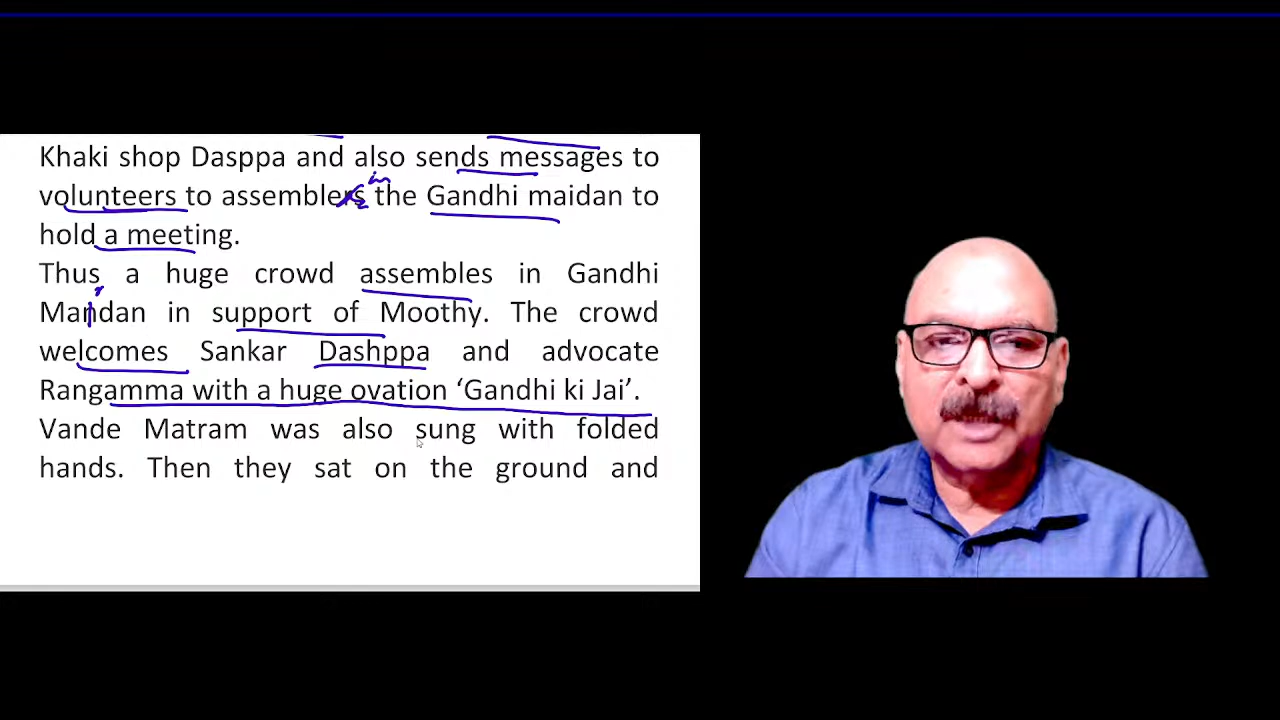 Khaki shop Dasppa and also sends messages to
in
volunteers to assemblers the Gandhi maidan to
hold a meeting.
Thus a huge crowd assembles in Gandhi
Mandan in support of Moothy. The crowd
welcomes Sankar Dashppa and advocate
Rangamma with a huge ovation ‘Gandhi ki Jai’.
Vande Matram was also sung with folded
hands. Then they sat on the ground and